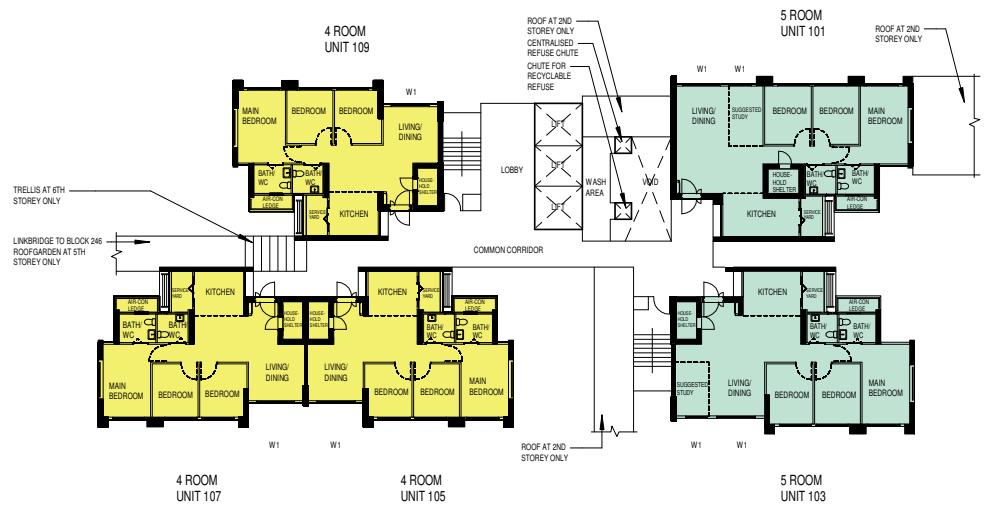 4 ROOM
UNIT 109
5 ROOM
UNIT 101
ROOF AT 2ND
STOREY ONLY
CENTRALISED
REFUSE CHUTE
CHUTE FOR
RECYCLABLE
REFUSE
ROOF AT 2ND
STOREY ONLY
W1
W1
W1
MAIN
BEDROOM
BEDROOM
BEDROOM
LIVING/
DINING
BATH/
WC
BATH/
WC
AIR-CON
LEDGE
SERVICE
YARD
KITCHEN
HOUSE-
HOLD
SHELTER
LOBBY
LIFT
LIFT
LIFT
WASH
AREA
VOID
LIVING/
DINING
SUGGESTED
STUDY
BEDROOM
BEDROOM
MAIN
BEDROOM
HOUSE-
HOLD
SHELTER
BATH/
WC
BATH/
WC
KITCHEN
SERVICE
YARD
AIR-CON
LEDGE
TRELLIS AT 6TH
STOREY ONLY
LINKBRIDGE TO BLOCK 246
ROOFGARDEN AT 5TH
STOREY ONLY
COMMON CORRIDOR
AIR-CON
LEDGE
SERVICE
YARD
KITCHEN
BATH/
WC
BATH/
WC
HOUSE-
HOLD
SHELTER
MAIN
BEDROOM
BEDROOM
BEDROOM
LIVING/
DINING
HOUSE-
HOLD
SHELTER
KITCHEN
SERVICE
YARD
AIR-CON
LEDGE
BATH/
WC
BATH/
WC
LIVING/
DINING
BEDROOM
BEDROOM
MAIN
BEDROOM
HOUSE-
HOLD
SHELTER
KITCHEN
SERVICE
YARD
AIR-CON
LEDGE
BATH/
WC
BATH/
WC
SUGGESTED
STUDY
LIVING/
DINING
BEDROOM
BEDROOM
MAIN
BEDROOM
W1
W1
ROOF AT 2ND
STOREY ONLY
W1
W1
4 ROOM
UNIT 107
4 ROOM
UNIT 105
5 ROOM
UNIT 103